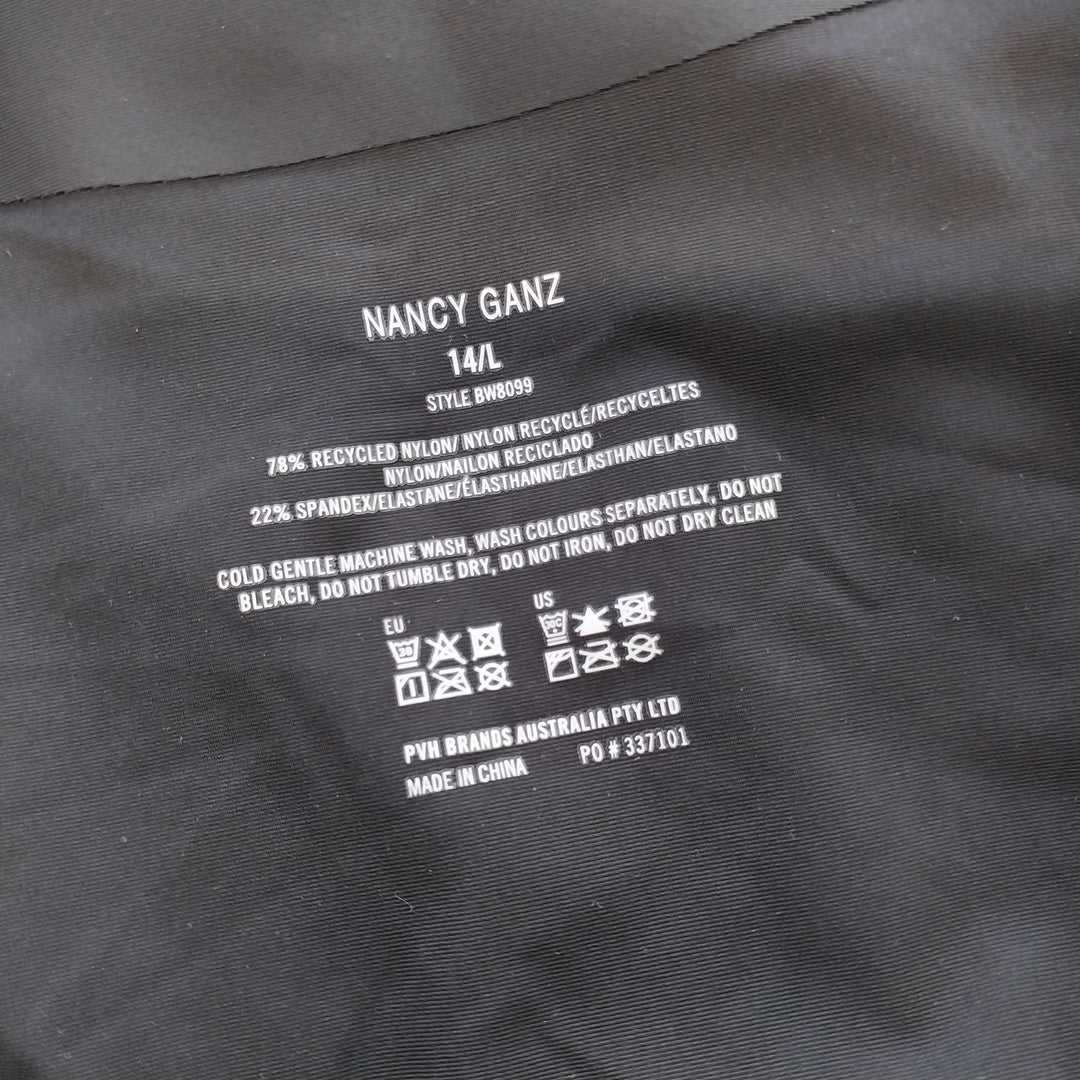 NANCY GANZ
14/L
STYLE BW8099
78% RECYCLED NYLON/ NYLON RECYCLÉ/RECYCELTES
NYLON/NAILON RECICLADO
22% SPANDEX/ELASTANE/ÉLASTHANNE/ELASTHAN/ELASTANO
COLD GENTLE MACHINE WASH, WASH COLOURS SEPARATELY, DO NOT
BLEACH, DO NOT TUMBLE DRY, DO NOT IRON, DO NOT DRY CLEAN
EU US
30 30C
PVH BRANDS AUSTRALIA PTY LTD
MADE IN CHINA PO # 337101